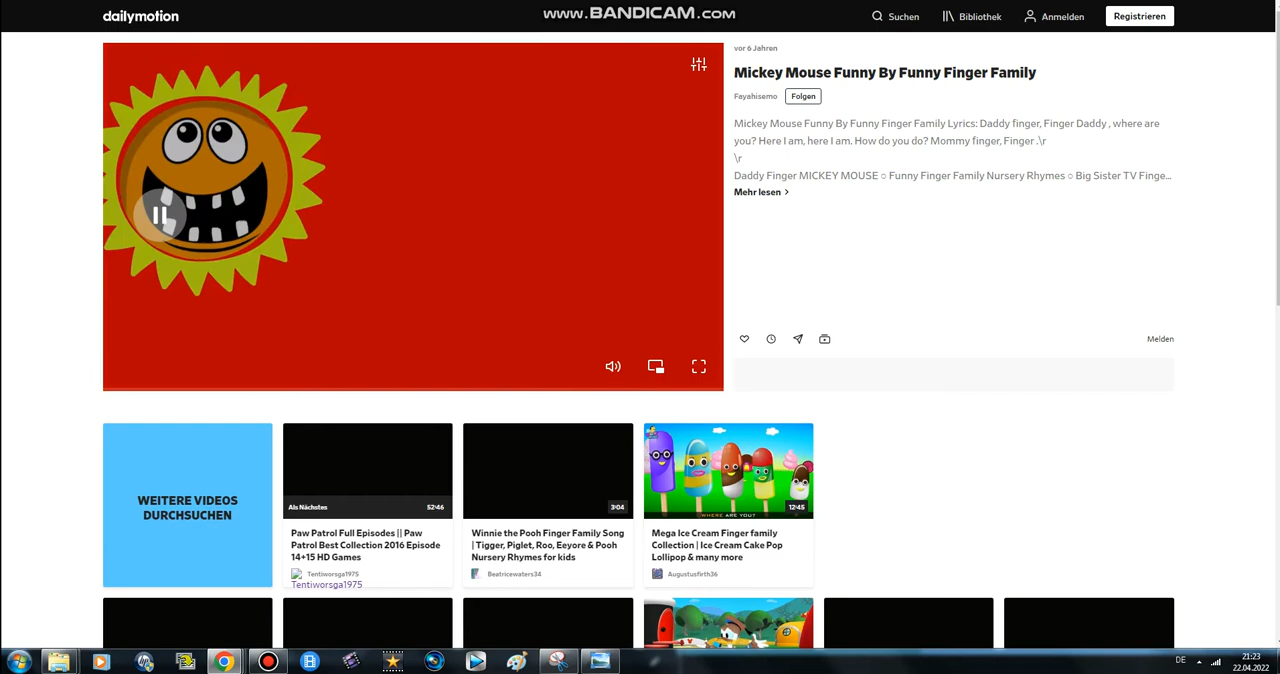 dailymotion
www.BANDICAM.com
Suchen
Bibliothek
Anmelden
Registrieren
vor 6 Jahren
Mickey Mouse Funny By Funny Finger Family
Fayahisemo
Folgen
Mickey Mouse Funny By Funny Finger Family Lyrics: Daddy finger, Finger Daddy , where are
you? Here I am, here I am. How do you do? Mommy finger, Finger .\r
\r
Daddy Finger MICKEY MOUSE ○ Funny Finger Family Nursery Rhymes ○ Big Sister TV Finge...
Mehr lesen
Melden
WEITERE VIDEOS
DURCHSUCHEN
Als Nächstes
52:46
Paw Patrol Full Episodes || Paw
Patrol Best Collection 2016 Episode
14+15 HD Games
Tentiworsga1975
Tentiworsga1975
3:04
Winnie the Pooh Finger Family Song
| Tigger, Piglet, Roo, Eeyore & Pooh
Nursery Rhymes for kids
Beatricewaters34
WHERE ARE YOU?
12:45
Mega Ice Cream Finger family
Collection | Ice Cream Cake Pop
Lollipop & many more
Augustusfirth36
DE
21:23
22.04.2022